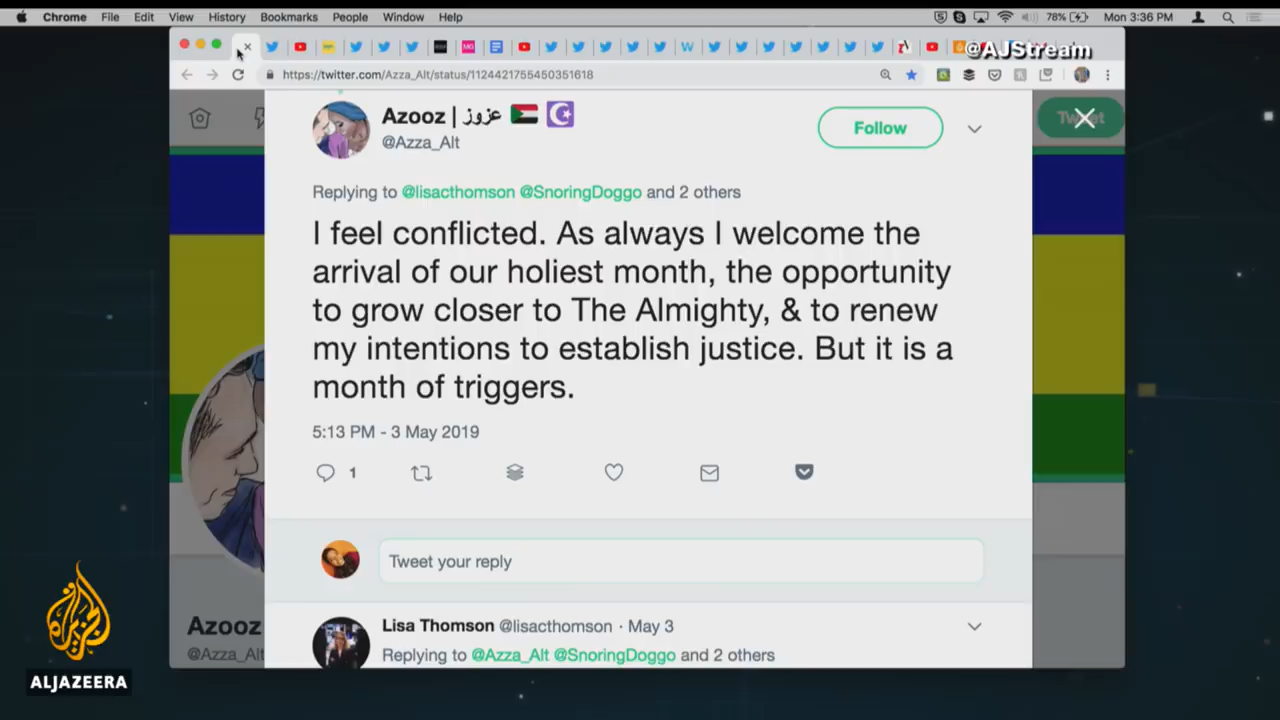 Chrome File Edit View History Bookmarks People Window Help
78% Mon 3:36 PM
@AJStream
https://twitter.com/Azza_Alt/status/1124421755450351618
Azooz | عزوز
@Azza_Alt
Follow
Tweet
Replying to @lisacthomson @SnoringDoggo and 2 others
I feel conflicted. As always I welcome the
arrival of our holiest month, the opportunity
to grow closer to The Almighty, & to renew
my intentions to establish justice. But it is a
month of triggers.
5:13 PM - 3 May 2019
1
Tweet your reply
Lisa Thomson @lisacthomson · May 3
Replying to @Azza_Alt @SnoringDoggo and 2 others
Azooz
@Azza_Alt
ALJAZEERA